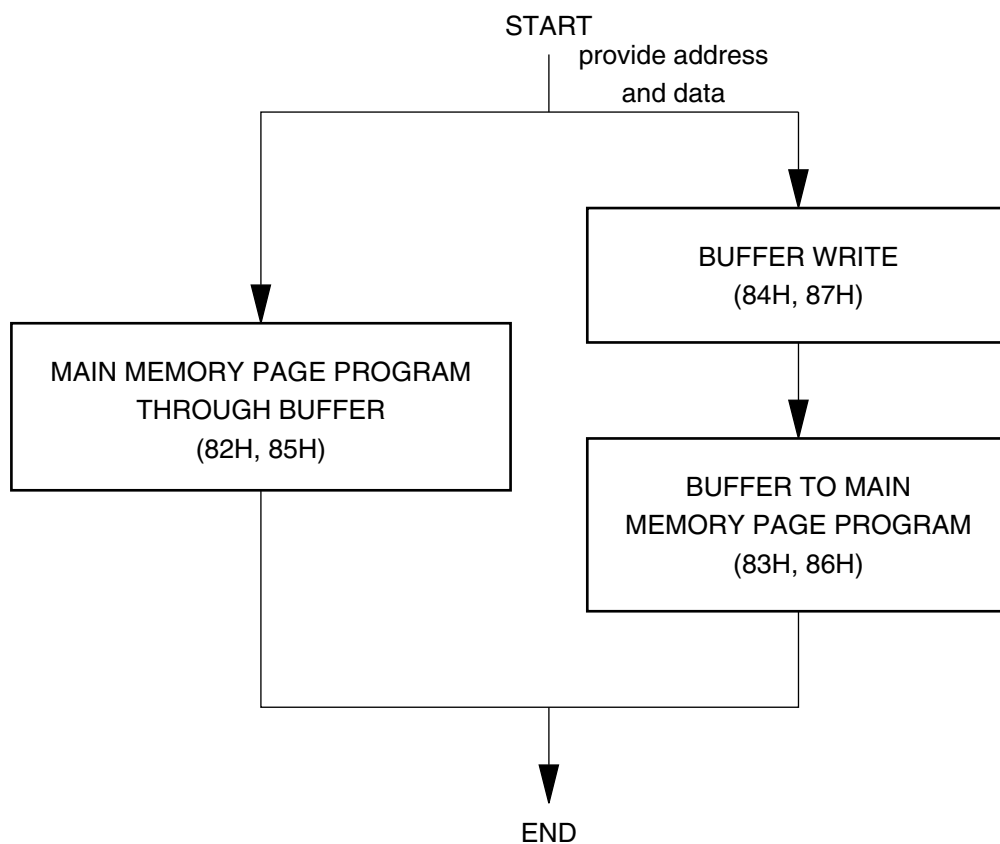 START
provide address
and data
BUFFER WRITE
(84H, 87H)
MAIN MEMORY PAGE PROGRAM
THROUGH BUFFER
(82H, 85H)
BUFFER TO MAIN
MEMORY PAGE PROGRAM
(83H, 86H)
END